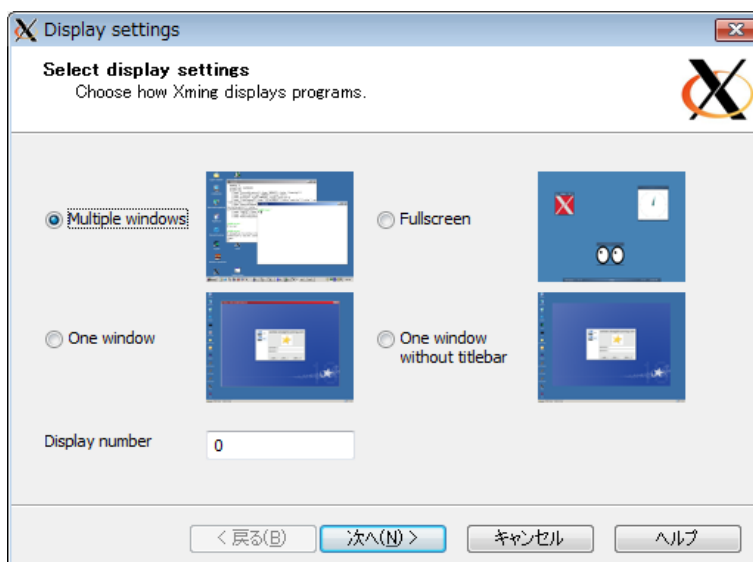 Display settings
Select display settings
Choose how Xming displays programs.
Multiple windows
Fullscreen
One window
One window
without titlebar
Display number
0
< 戻る(B)
次へ(N) >
キャンセル
ヘルプ